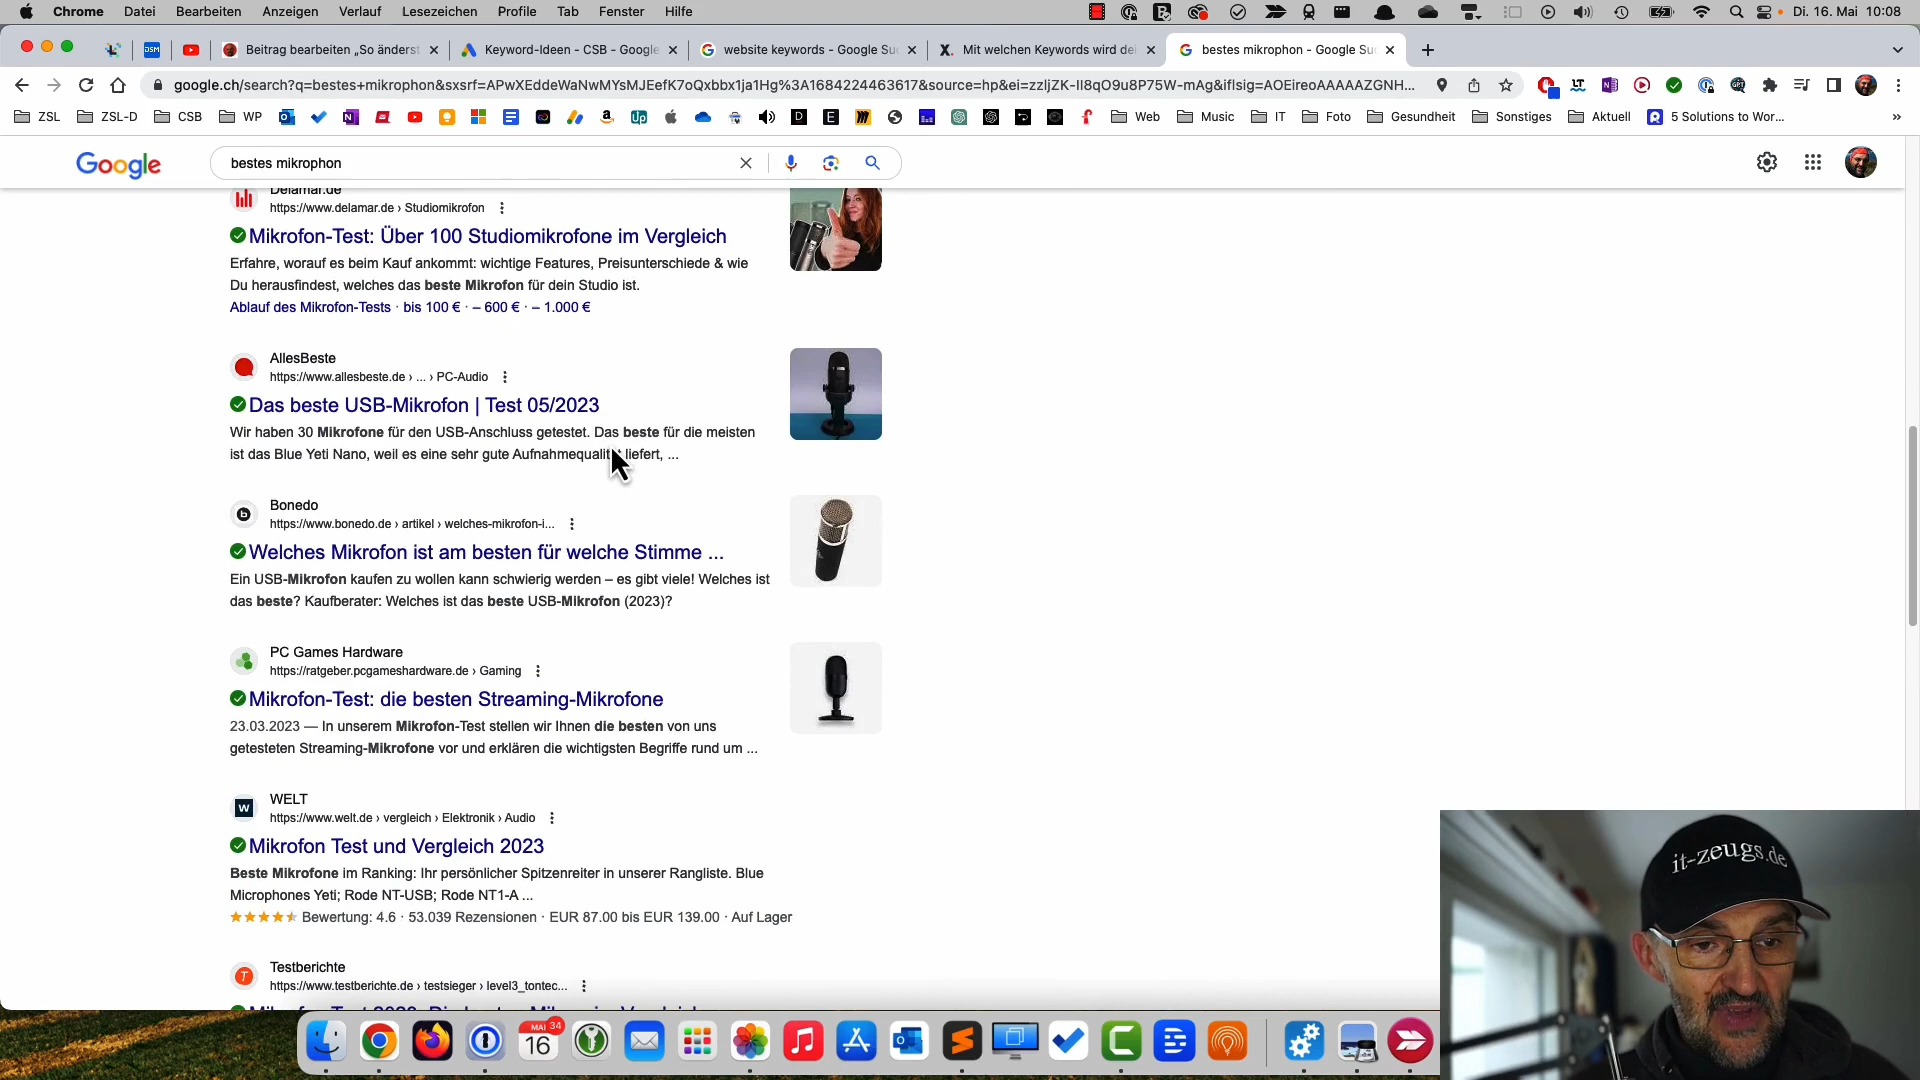 Chrome Datei Bearbeiten Anzeigen Verlauf Lesezeichen Profile Tab Fenster Hilfe Di. 16. Mai 10:08
JSM Beitrag bearbeiten „So änderst Keyword-Ideen - CSB - Google website keywords - Google Suc Mit welchen Keywords wird dei bestes mikrophon - Google Suc
google.ch/search?q=bestes+mikrophon&sxsrf=APwXEddeWaNwMYsMJEefK7oQxbbx1ja1Hg%3A1684224463617&source=hp&ei=zzljZK-II8qO9u8P75W-mAg&iflsig=AOEireoAAAAAZGNH...
ZSL ZSL-D CSB WP Web Music IT Foto Gesundheit Sonstiges Aktuell 5 Solutions to Wor... »
Google bestes mikrophon
Delamar.de
https://www.delamar.de › Studiomikrofon
Mikrofon-Test: Über 100 Studiomikrofone im Vergleich
Erfahre, worauf es beim Kauf ankommt: wichtige Features, Preisunterschiede & wie
Du herausfindest, welches das beste Mikrofon für dein Studio ist.
Ablauf des Mikrofon-Tests · bis 100 € · – 600 € · – 1.000 €
AllesBeste
https://www.allesbeste.de › ... › PC-Audio
Das beste USB-Mikrofon | Test 05/2023
Wir haben 30 Mikrofone für den USB-Anschluss getestet. Das beste für die meisten
ist das Blue Yeti Nano, weil es eine sehr gute Aufnahmequalität liefert, ...
Bonedo
https://www.bonedo.de › artikel › welches-mikrofon-i...
Welches Mikrofon ist am besten für welche Stimme ...
Ein USB-Mikrofon kaufen zu wollen kann schwierig werden – es gibt viele! Welches ist
das beste? Kaufberater: Welches ist das beste USB-Mikrofon (2023)?
PC Games Hardware
https://ratgeber.pcgameshardware.de › Gaming
Mikrofon-Test: die besten Streaming-Mikrofone
23.03.2023 — In unserem Mikrofon-Test stellen wir Ihnen die besten von uns
getesteten Streaming-Mikrofone vor und erklären die wichtigsten Begriffe rund um ...
WELT
https://www.welt.de › vergleich › Elektronik › Audio
Mikrofon Test und Vergleich 2023
Beste Mikrofone im Ranking: Ihr persönlicher Spitzenreiter in unserer Rangliste. Blue
Microphones Yeti; Rode NT-USB; Rode NT1-A ...
Bewertung: 4.6 · 53.039 Rezensionen · EUR 87.00 bis EUR 139.00 · Auf Lager
Testberichte
https://www.testberichte.de › testsieger › level3_tontec...
it-zeugs.de
MAI 34
16